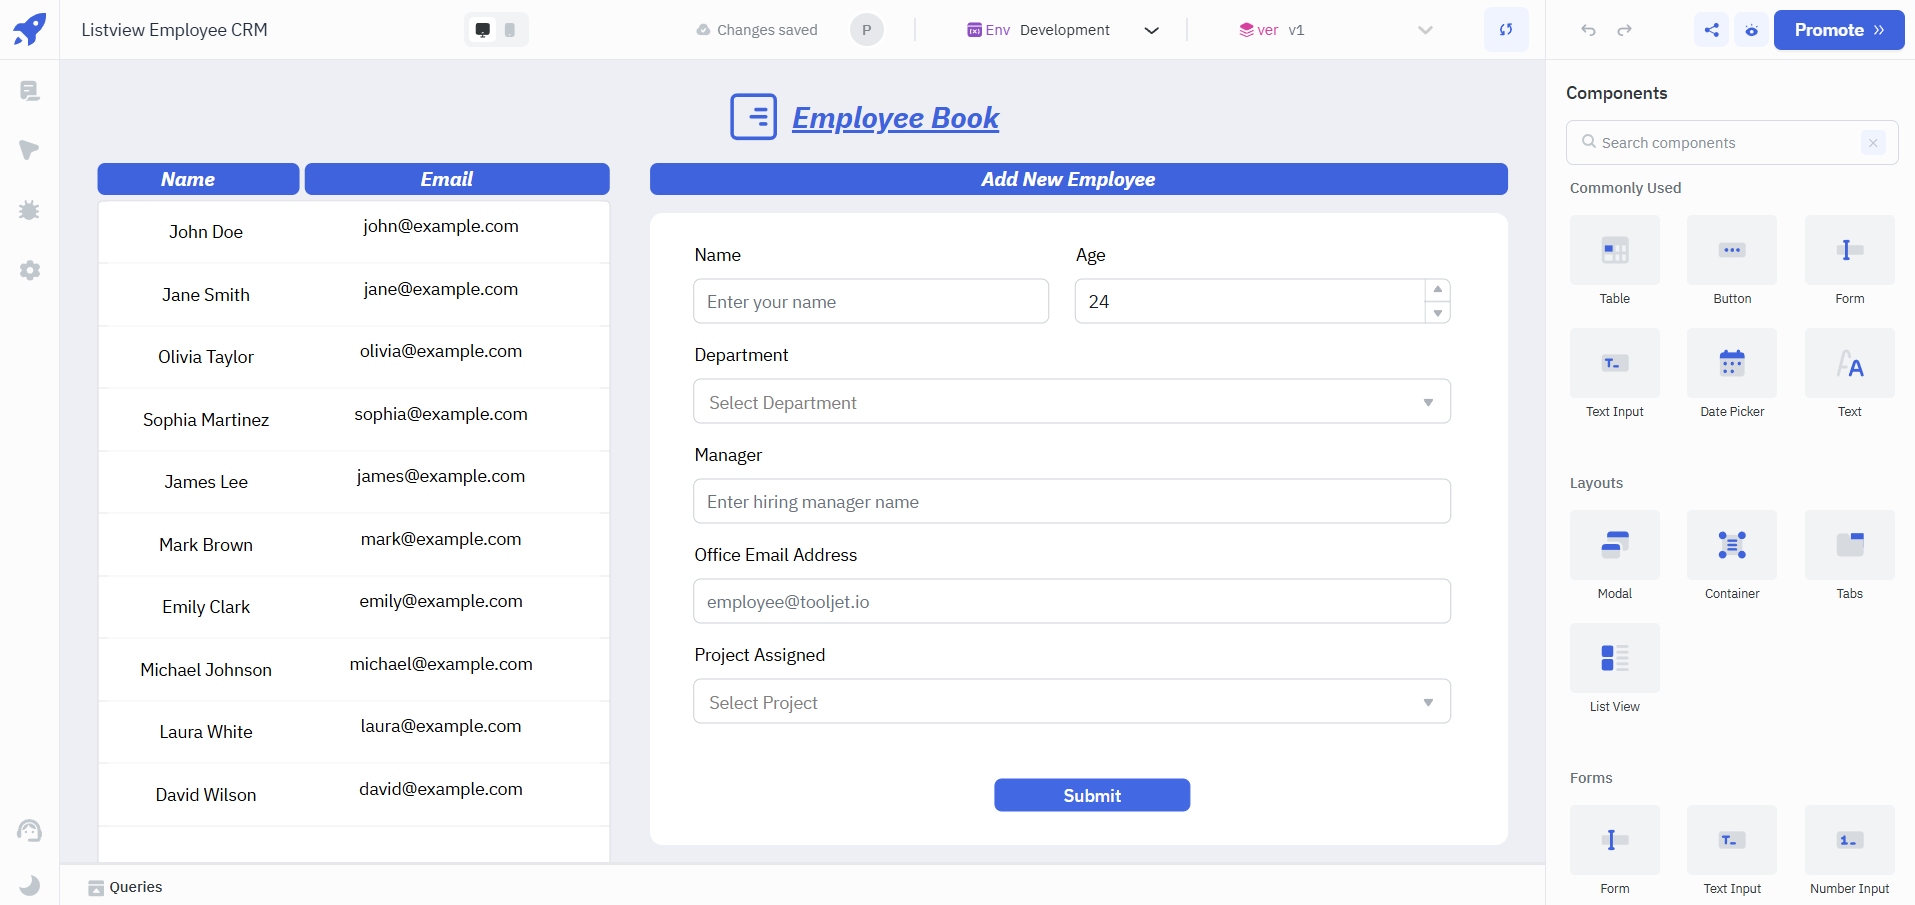 Listview Employee CRM
Changes saved
P
Env Development
ver v1
Promote
Employee Book
Name Email
John Doe john@example.com
Jane Smith jane@example.com
Olivia Taylor olivia@example.com
Sophia Martinez sophia@example.com
James Lee james@example.com
Mark Brown mark@example.com
Emily Clark emily@example.com
Michael Johnson michael@example.com
Laura White laura@example.com
David Wilson david@example.com
Add New Employee
Name Age
Enter your name 24
Department
Select Department
Manager
Enter hiring manager name
Office Email Address
employee@tooljet.io
Project Assigned
Select Project
Submit
Queries
Components
Search components
Commonly Used
Table Button Form
Text Input Date Picker Text
Layouts
Modal Container Tabs
List View
Forms
Form Text Input Number Input